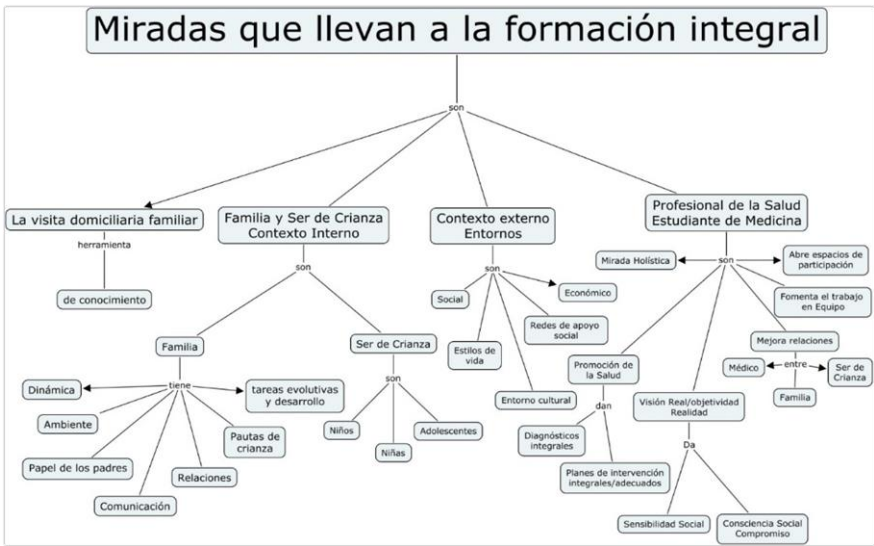 Miradas que llevan a la formación integral
son
La visita domiciliaria familiar
herramienta
de conocimiento
Familia y Ser de Crianza
Contexto Interno
son
Familia
tiene
Dinámica
Ambiente
Papel de los padres
Comunicación
Relaciones
Pautas de
crianza
tareas evolutivas
y desarrollo
Ser de Crianza
son
Niños
Niñas
Adolescentes
Contexto externo
Entornos
son
Social
Estilos de
vida
Entorno cultural
Redes de apoyo
social
Económico
Profesional de la Salud
Estudiante de Medicina
son
Mirada Holística
Promoción de
la Salud
dan
Diagnósticos
integrales
Planes de intervención
integrales/adecuados
Visión Real/objetividad
Realidad
Da
Sensibilidad Social
Consciencia Social
Compromiso
Mejora relaciones
entre
Médico
Familia
Ser de
Crianza
Fomenta el trabajo
en Equipo
Abre espacios de
participación